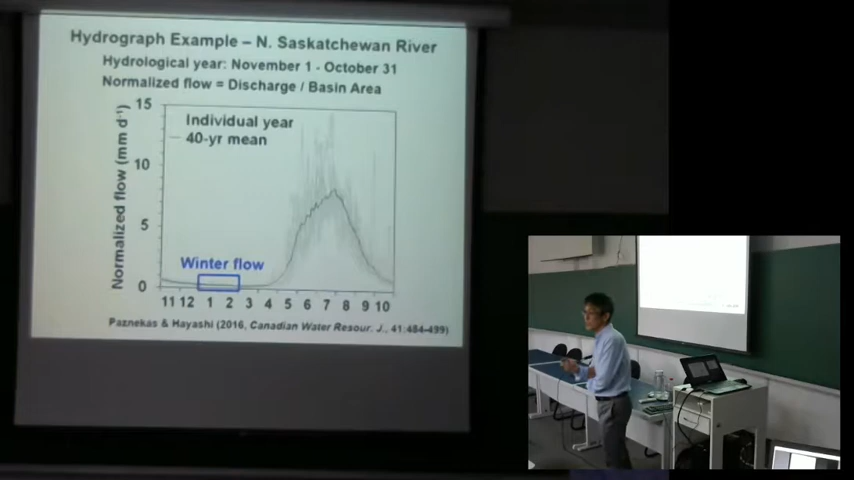 Hydrograph Example – N. Saskatchewan River
Hydrological year: November 1 - October 31
Normalized flow = Discharge / Basin Area
Normalized flow (mm d⁻¹)
15
10
5
0
Individual year
40-yr mean
Winter flow
11 12 1 2 3 4 5 6 7 8 9 10
Paznekas & Hayashi (2016, Canadian Water Resour. J., 41:484-499)